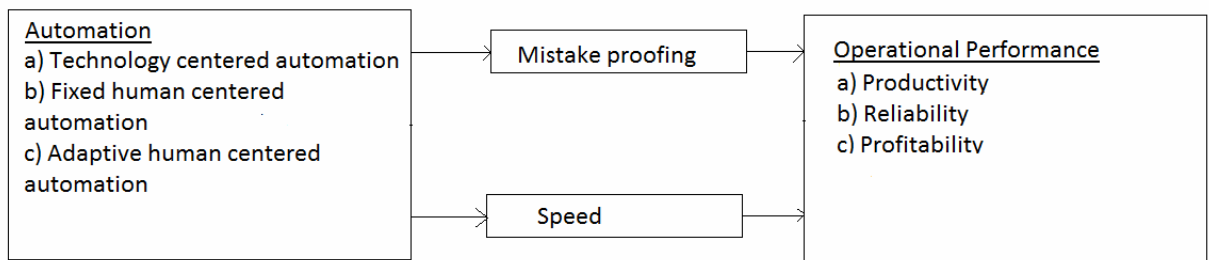 Automation
a) Technology centered automation
b) Fixed human centered
automation
c) Adaptive human centered
automation
Mistake proofing
Speed
Operational Performance
a) Productivity
b) Reliability
c) Profitability